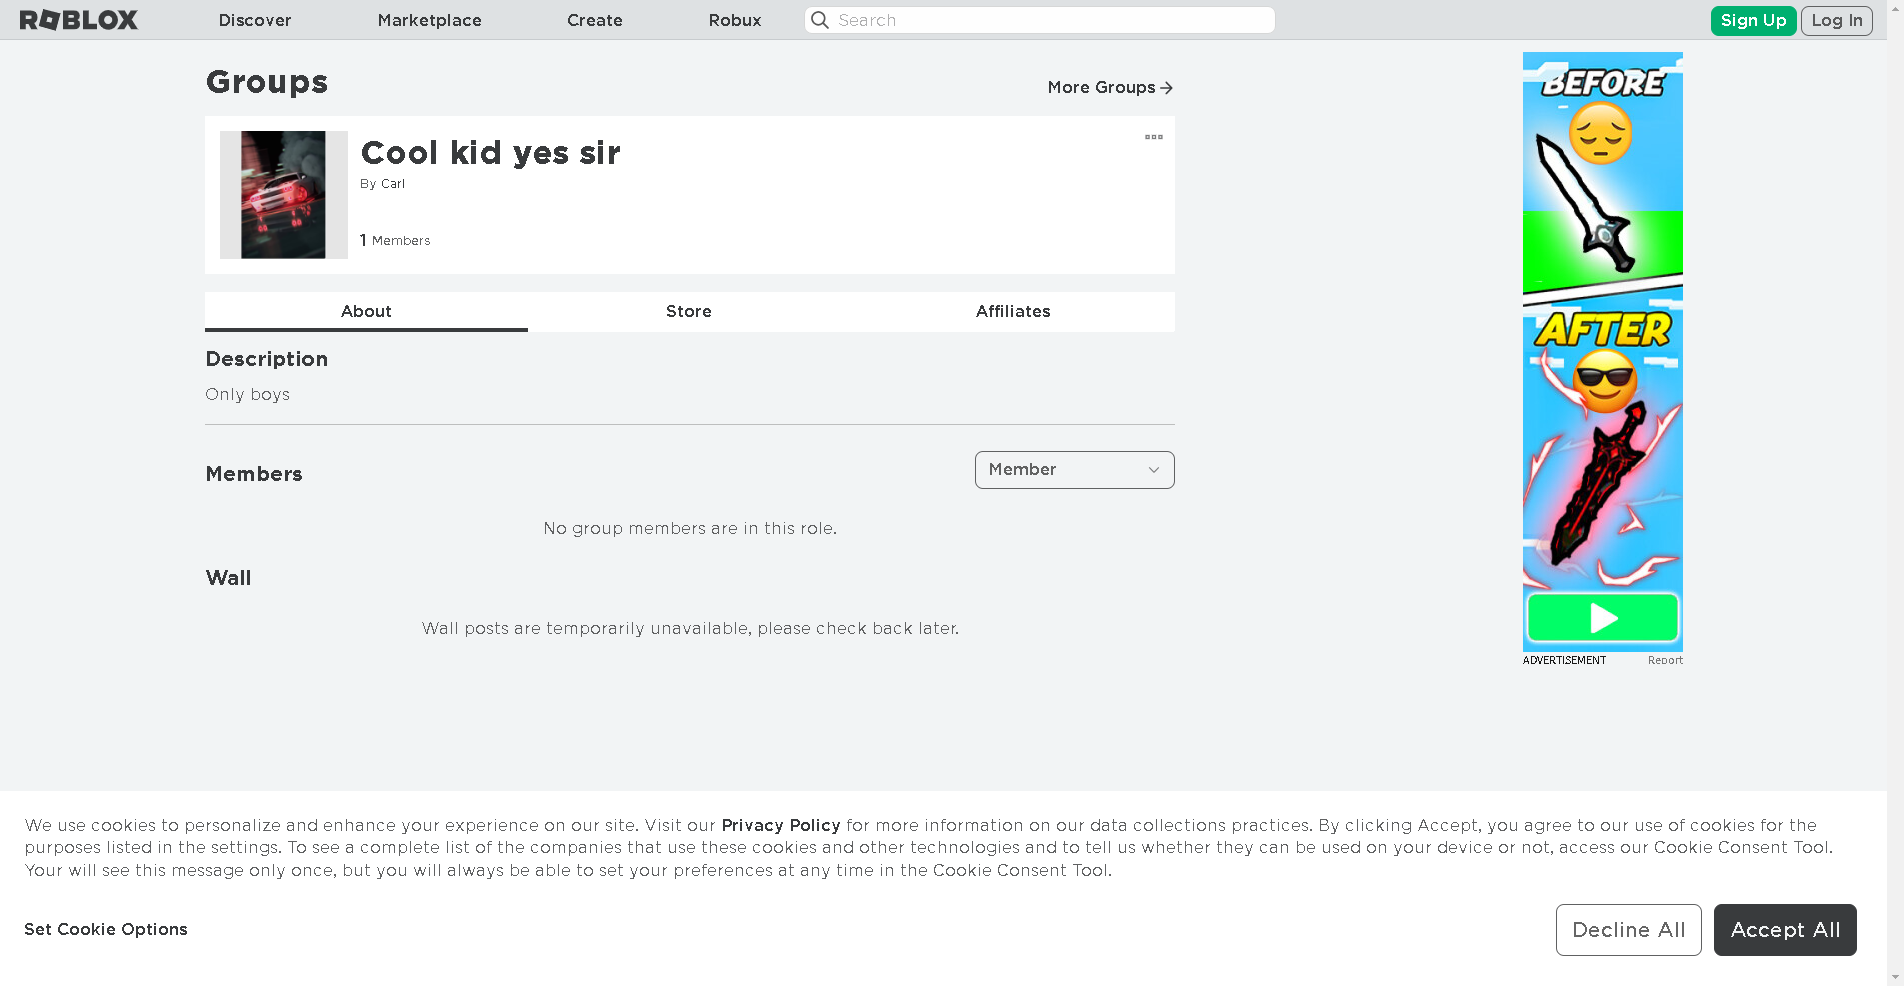 ROBLOX
Discover
Marketplace
Create
Robux
Search
Sign Up
Log In
Groups
More Groups
Cool kid yes sir
By Carl
1 Members
About
Store
Affiliates
Description
Only boys
Members
Member
No group members are in this role.
Wall
Wall posts are temporarily unavailable, please check back later.
BEFORE
AFTER
ADVERTISEMENT
Report
We use cookies to personalize and enhance your experience on our site. Visit our Privacy Policy for more information on our data collections practices. By clicking Accept, you agree to our use of cookies for the
purposes listed in the settings. To see a complete list of the companies that use these cookies and other technologies and to tell us whether they can be used on your device or not, access our Cookie Consent Tool.
Your will see this message only once, but you will always be able to set your preferences at any time in the Cookie Consent Tool.
Set Cookie Options
Decline All
Accept All